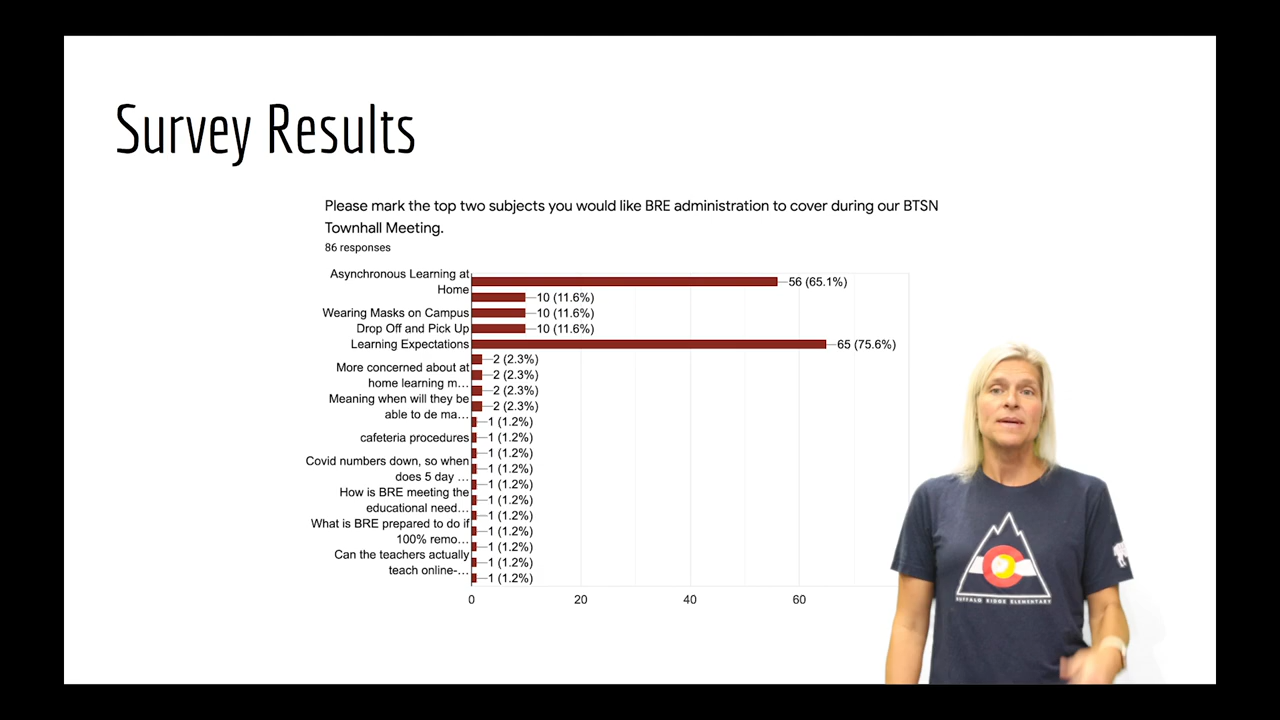 Survey Results
Please mark the top two subjects you would like BRE administration to cover during our BTSN
Townhall Meeting.
86 responses
Asynchronous Learning at
Home
56 (65.1%)
10 (11.6%)
Wearing Masks on Campus
10 (11.6%)
Drop Off and Pick Up
10 (11.6%)
Learning Expectations
65 (75.6%)
2 (2.3%)
More concerned about at
home learning m...
2 (2.3%)
2 (2.3%)
Meaning when will they be
able to de ma...
2 (2.3%)
1 (1.2%)
cafeteria procedures
1 (1.2%)
1 (1.2%)
Covid numbers down, so when
does 5 day ...
1 (1.2%)
1 (1.2%)
How is BRE meeting the
educational need...
1 (1.2%)
1 (1.2%)
What is BRE prepared to do if
100% remo...
1 (1.2%)
1 (1.2%)
Can the teachers actually
teach online-...
1 (1.2%)
1 (1.2%)
0
20
40
60
BUFFALO RIDGE ELEMENTARY